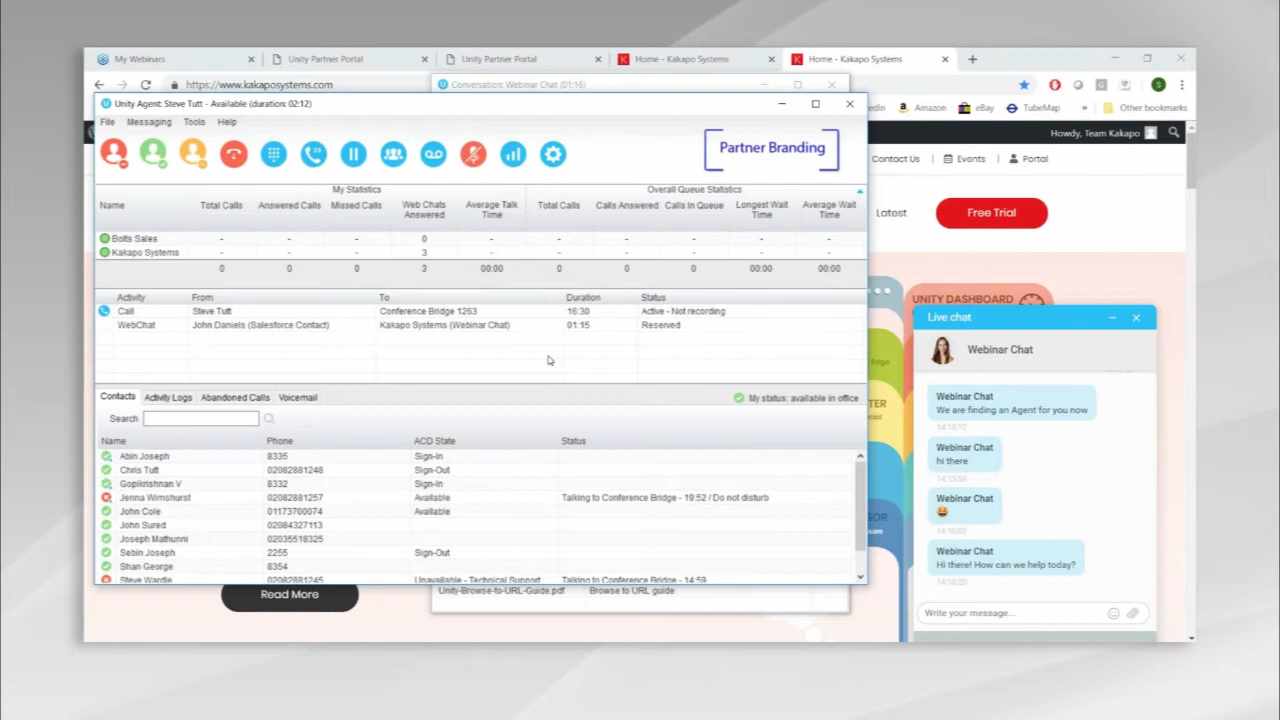 My Webinars
Unity Partner Portal
Unity Partner Portal
Home - Kakapo Systems
Home - Kakapo Systems
https://www.kakaposystems.com
Conversation: Webinar Chat (01:16)
Amazon
eBay
TubeMap
Other bookmarks
Howdy, Team Kakapo
Contact Us
Events
Portal
Latest
Free Trial
Unity Agent: Steve Tutt - Available (duration: 02:12)
File Messaging Tools Help
Partner Branding
My Statistics Overall Queue Statistics
Name Total Calls Answered Calls Missed Calls Web Chats Answered Average Talk Time Total Calls Calls Answered Calls In Queue Longest Wait Time Average Wait Time
Bolts Sales - - - 0 - - - - - -
Kakapo Systems - - - 3 - - - - - -
0 0 0 3 00:00 0 0 0 00:00 00:00
Activity From To Duration Status
Call Steve Tutt Conference Bridge 1263 16:30 Active - Not recording
WebChat John Daniels (Salesforce Contact) Kakapo Systems (Webinar Chat) 01:15 Reserved
Contacts Activity Logs Abandoned Calls Voicemail My status: available in office
Search
Name Phone ACD State Status
Abin Joseph 8335 Sign-In
Chris Tutt 02082881248 Sign-Out
Gopikrishnan V 8332 Sign-In
Jenna Wimshurst 02082881257 Available Talking to Conference Bridge - 19:52 / Do not disturb
John Cole 01173700074 Available
John Sured 02084327113
Joseph Mathunni 02035518325
Sebin Joseph 2255 Sign-Out
Shan George 8354
Steve Wardle 02082881245 Unavailable - Technical Support Talking to Conference Bridge - 14:59
Unity-Browse-to-URL-Guide.pdf Browse to URL guide
Read More
UNITY DASHBOARD
Live chat
Webinar Chat
Webinar Chat
We are finding an Agent for you now
Webinar Chat
hi there
Webinar Chat
Webinar Chat
Hi there! How can we help today?
Write your message...